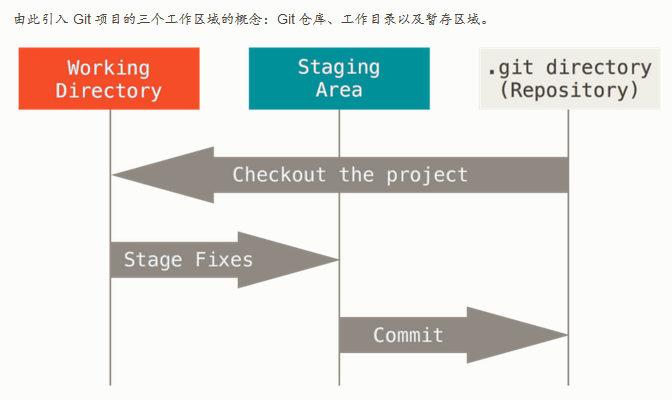 由此引入 Git 项目的三个工作区域的概念：Git 仓库、工作目录以及暂存区域。
Working
Directory
Staging
Area
.git directory
(Repository)
Checkout the project
Stage Fixes
Commit